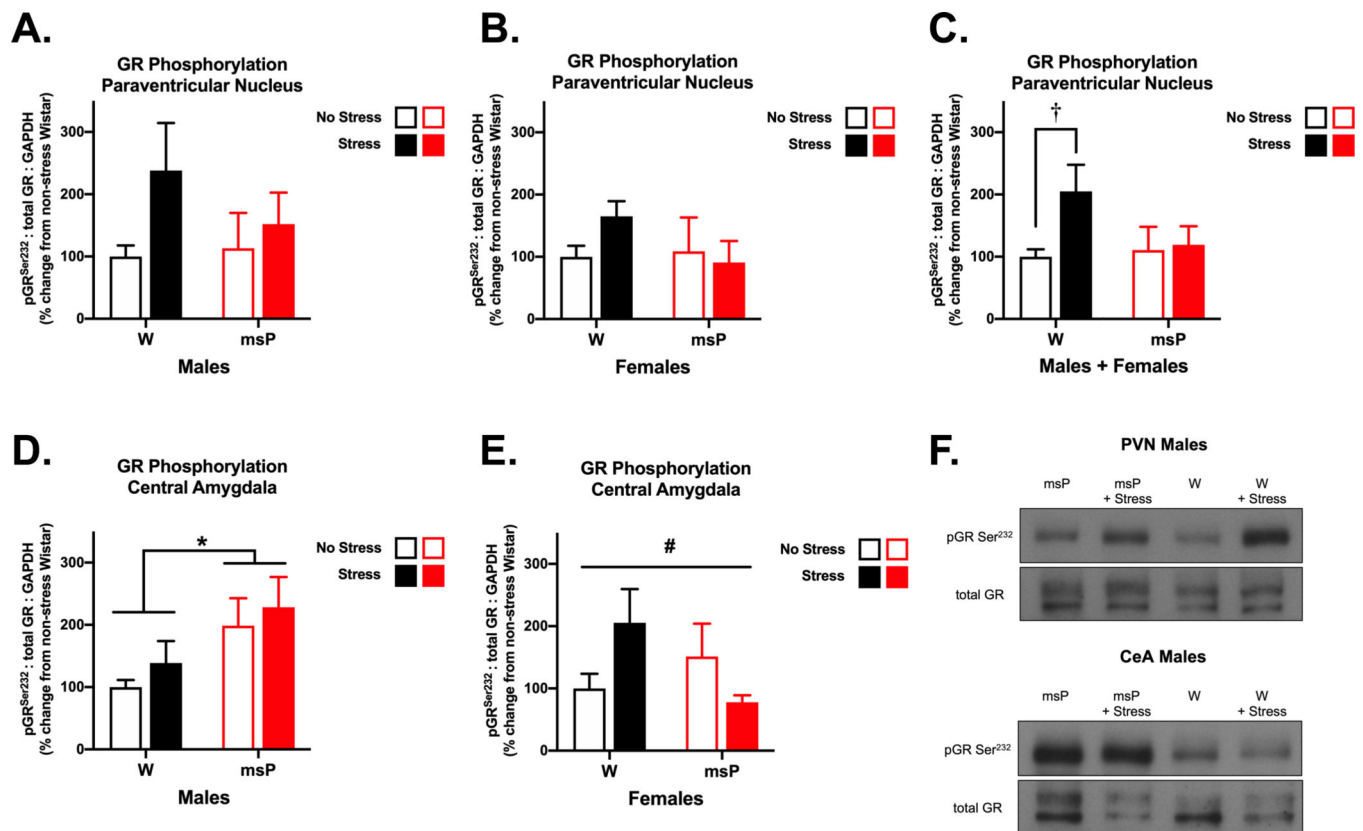 A.
GR Phosphorylation
Paraventricular Nucleus
pGRSer232 : total GR : GAPDH
(% change from non-stress Wistar)
300
200
100
0
No Stress
Stress
W
msP
Males
B.
GR Phosphorylation
Paraventricular Nucleus
pGRSer232 : total GR : GAPDH
(% change from non-stress Wistar)
300
200
100
0
No Stress
Stress
W
msP
Females
C.
GR Phosphorylation
Paraventricular Nucleus
pGRSer232 : total GR : GAPDH
(% change from non-stress Wistar)
300
200
100
0
†
No Stress
Stress
W
msP
Males + Females
D.
GR Phosphorylation
Central Amygdala
pGRSer232 : total GR : GAPDH
(% change from non-stress Wistar)
300
200
100
0
*
No Stress
Stress
W
msP
Males
E.
GR Phosphorylation
Central Amygdala
pGRSer232 : total GR : GAPDH
(% change from non-stress Wistar)
300
200
100
0
#
No Stress
Stress
W
msP
Females
F.
PVN Males
msP
msP
+ Stress
W
W
+ Stress
pGR Ser232
total GR
CeA Males
msP
msP
+ Stress
W
W
+ Stress
pGR Ser232
total GR